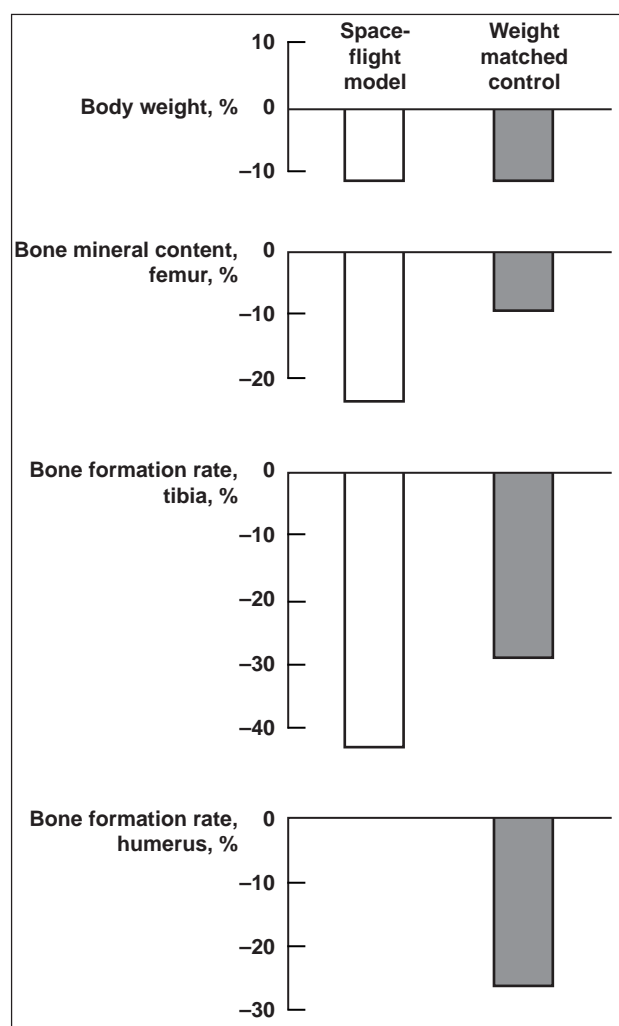 Space-
flight
model
Weight
matched
control
Body weight, %
10
0
–10
Bone mineral content,
femur, %
0
–10
–20
Bone formation rate,
tibia, %
0
–10
–20
–30
–40
Bone formation rate,
humerus, %
0
–10
–20
–30